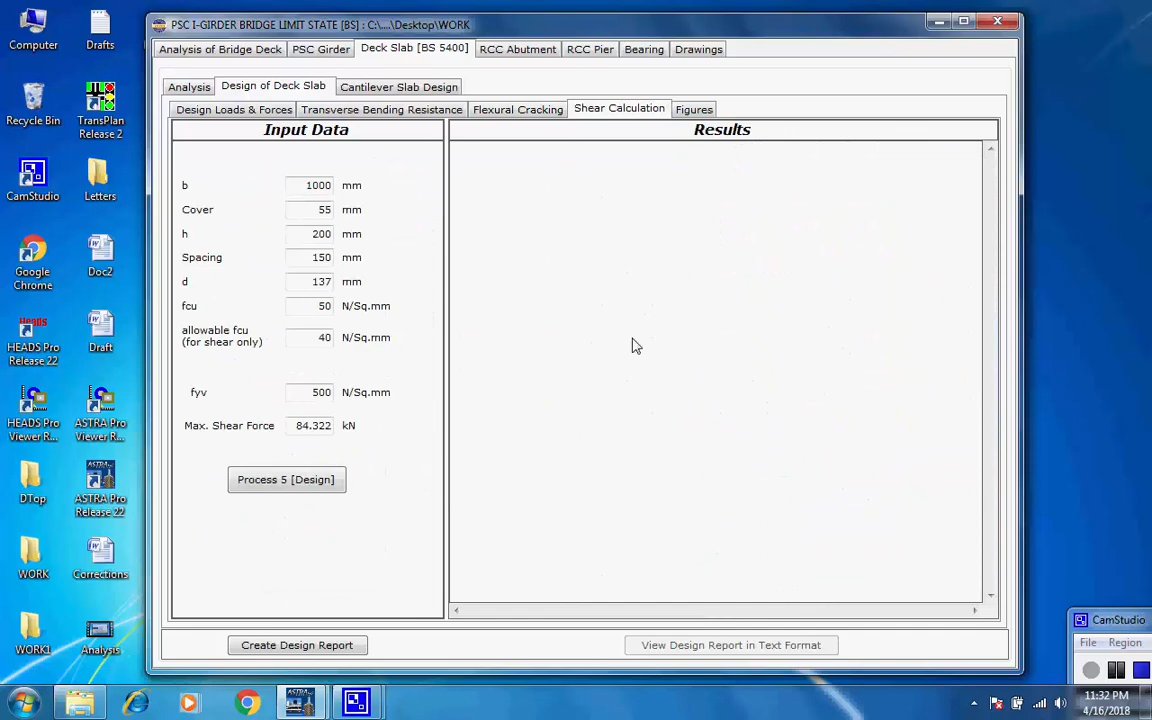 PSC I-GIRDER BRIDGE LIMIT STATE [BS] : C:\....\Desktop\WORK
Analysis of Bridge Deck PSC Girder Deck Slab [BS 5400] RCC Abutment RCC Pier Bearing Drawings
Analysis Design of Deck Slab Cantilever Slab Design
Design Loads & Forces Transverse Bending Resistance Flexural Cracking Shear Calculation Figures
Input Data Results
b 1000 mm
Cover 55 mm
h 200 mm
Spacing 150 mm
d 137 mm
fcu 50 N/Sq.mm
allowable fcu
(for shear only) 40 N/Sq.mm
fyv 500 N/Sq.mm
Max. Shear Force 84.322 kN
Process 5 [Design]
Create Design Report View Design Report in Text Format
Computer Drafts
Recycle Bin TransPlan
Release 2
CamStudio Letters
Google
Chrome
Doc2
Heads
HEADS Pro
Release 22
Draft
HEADS Pro
Viewer R...
ASTRA Pro
Viewer R...
DTop
ASTRA
ASTRA Pro
Release 22
WORK Corrections
WORK1 Analysis
CamStudio
File Region
ASTRA
11:32 PM
4/16/2018